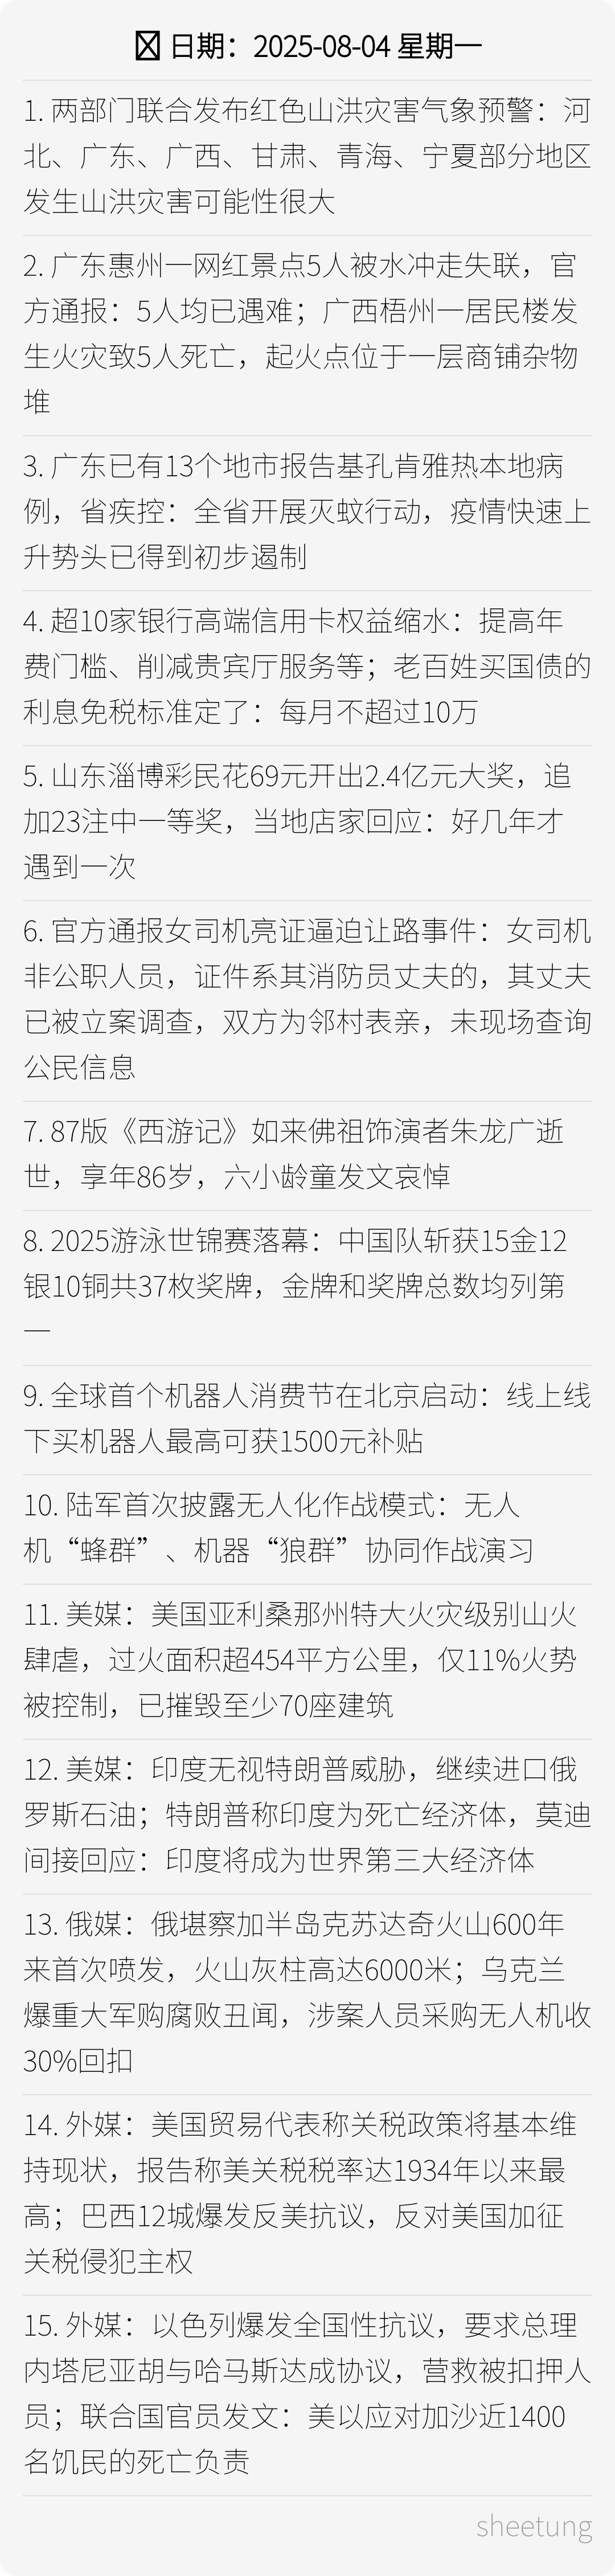 日期：2025-08-04 星期一
1. 两部门联合发布红色山洪灾害气象预警：河
北、广东、广西、甘肃、青海、宁夏部分地区
发生山洪灾害可能性很大
2. 广东惠州一网红景点5人被水冲走失联，官
方通报：5人均已遇难；广西梧州一居民楼发
生火灾致5人死亡，起火点位于一层商铺杂物
堆
3. 广东已有13个地市报告基孔肯雅热本地病
例，省疾控：全省开展灭蚊行动，疫情快速上
升势头已得到初步遏制
4. 超10家银行高端信用卡权益缩水：提高年
费门槛、削减贵宾厅服务等；老百姓买国债的
利息免税标准定了：每月不超过10万
5. 山东淄博彩民花69元开出2.4亿元大奖，追
加23注中一等奖，当地店家回应：好几年才
遇到一次
6. 官方通报女司机亮证逼迫让路事件：女司机
非公职人员，证件系其消防员丈夫的，其丈夫
已被立案调查，双方为邻村表亲，未现场查询
公民信息
7. 87版《西游记》如来佛祖饰演者朱龙广逝
世，享年86岁，六小龄童发文哀悼
8. 2025游泳世锦赛落幕：中国队斩获15金12
银10铜共37枚奖牌，金牌和奖牌总数均列第
一
9. 全球首个机器人消费节在北京启动：线上线
下买机器人最高可获1500元补贴
10. 陆军首次披露无人化作战模式：无人
机“蜂群”、机器“狼群”协同作战演习
11. 美媒：美国亚利桑那州特大火灾级别山火
肆虐，过火面积超454平方公里，仅11%火势
被控制，已摧毁至少70座建筑
12. 美媒：印度无视特朗普威胁，继续进口俄
罗斯石油；特朗普称印度为死亡经济体，莫迪
间接回应：印度将成为世界第三大经济体
13. 俄媒：俄堪察加半岛克苏达奇火山600年
来首次喷发，火山灰柱高达6000米；乌克兰
爆重大军购腐败丑闻，涉案人员采购无人机收
30%回扣
14. 外媒：美国贸易代表称关税政策将基本维
持现状，报告称美关税税率达1934年以来最
高；巴西12城爆发反美抗议，反对美国加征
关税侵犯主权
15. 外媒：以色列爆发全国性抗议，要求总理
内塔尼亚胡与哈马斯达成协议，营救被扣押人
员；联合国官员发文：美以应对加沙近1400
名饥民的死亡负责
sheetung